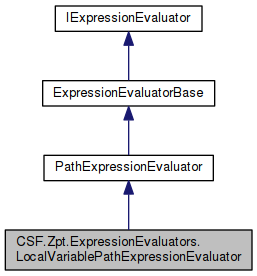 IExpressionEvaluator
ExpressionEvaluatorBase
PathExpressionEvaluator
CSF.Zpt.ExpressionEvaluators.
LocalVariablePathExpressionEvaluator